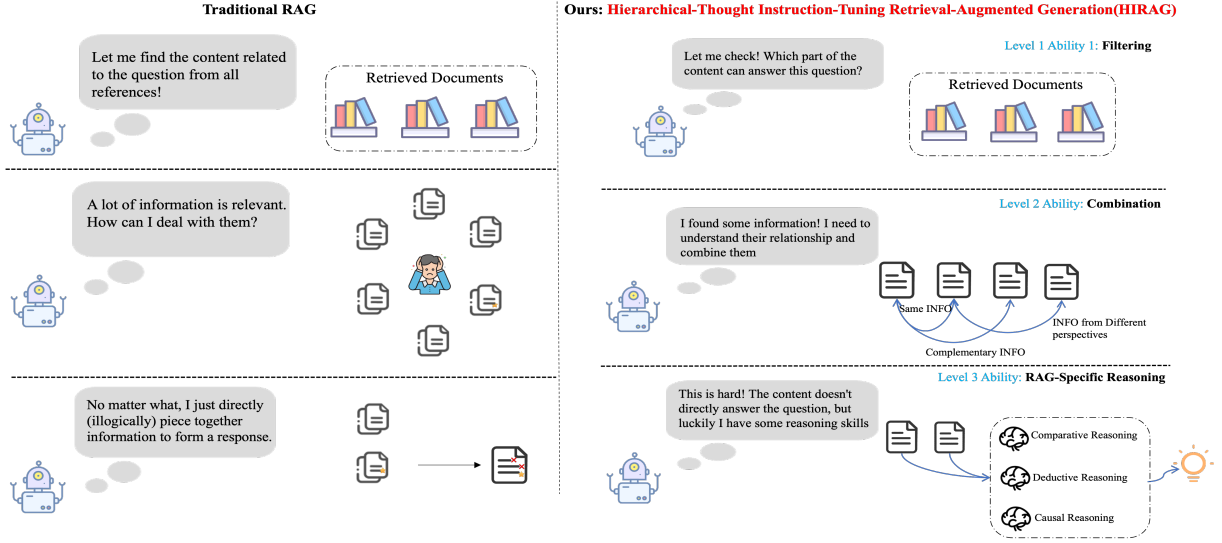 Traditional RAG
Let me find the content related
to the question from all
references!
Retrieved Documents
A lot of information is relevant.
How can I deal with them?
No matter what, I just directly
(illogically) piece together
information to form a response.
Ours: Hierarchical-Thought Instruction-Tuning Retrieval-Augmented Generation(HIRAG)
Level 1 Ability 1: Filtering
Let me check! Which part of the
content can answer this question?
Retrieved Documents
Level 2 Ability: Combination
I found some information! I need to
understand their relationship and
combine them
Same INFO
INFO from Different
perspectives
Complementary INFO
Level 3 Ability: RAG-Specific Reasoning
This is hard! The content doesn't
directly answer the question, but
luckily I have some reasoning skills
Comparative Reasoning
Deductive Reasoning
Causal Reasoning